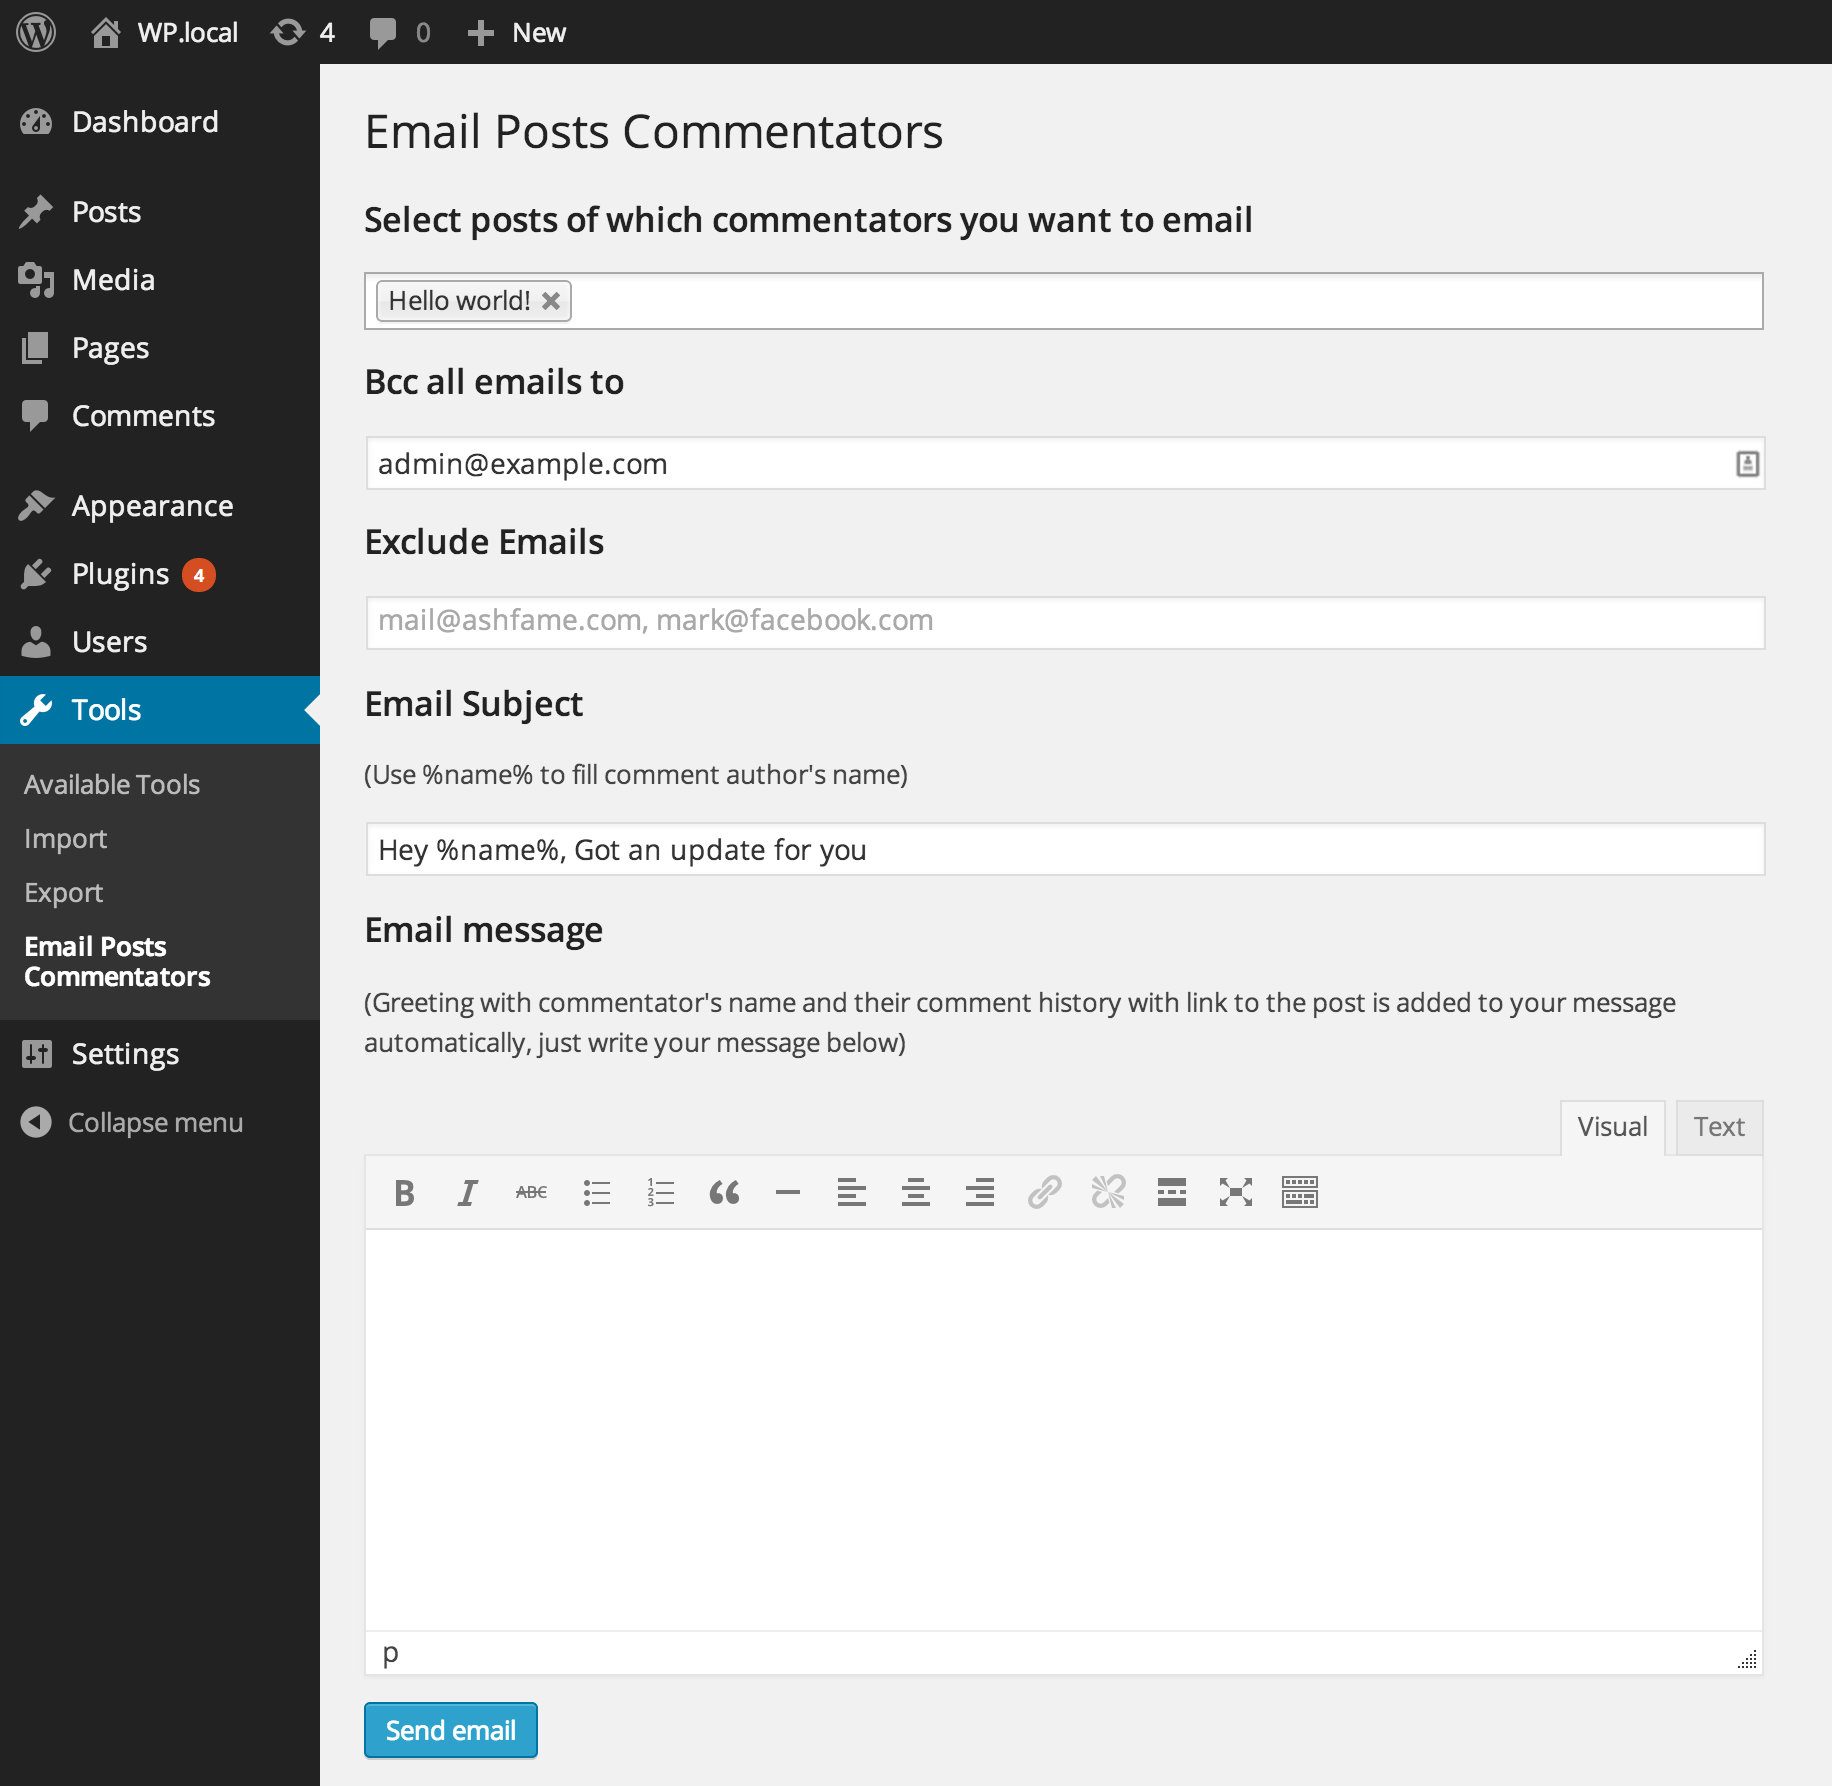 WP.local 4 0 New
Dashboard
Posts
Media
Pages
Comments
Appearance
Plugins 4
Users
Tools
Available Tools
Import
Export
Email Posts
Commentators
Settings
Collapse menu
Email Posts Commentators
Select posts of which commentators you want to email
Hello world!
Bcc all emails to
admin@example.com
Exclude Emails
mail@ashfame.com, mark@facebook.com
Email Subject
(Use %name% to fill comment author's name)
Hey %name%, Got an update for you
Email message
(Greeting with commentator's name and their comment history with link to the post is added to your message
automatically, just write your message below)
Visual Text
B I ABC
p
Send email